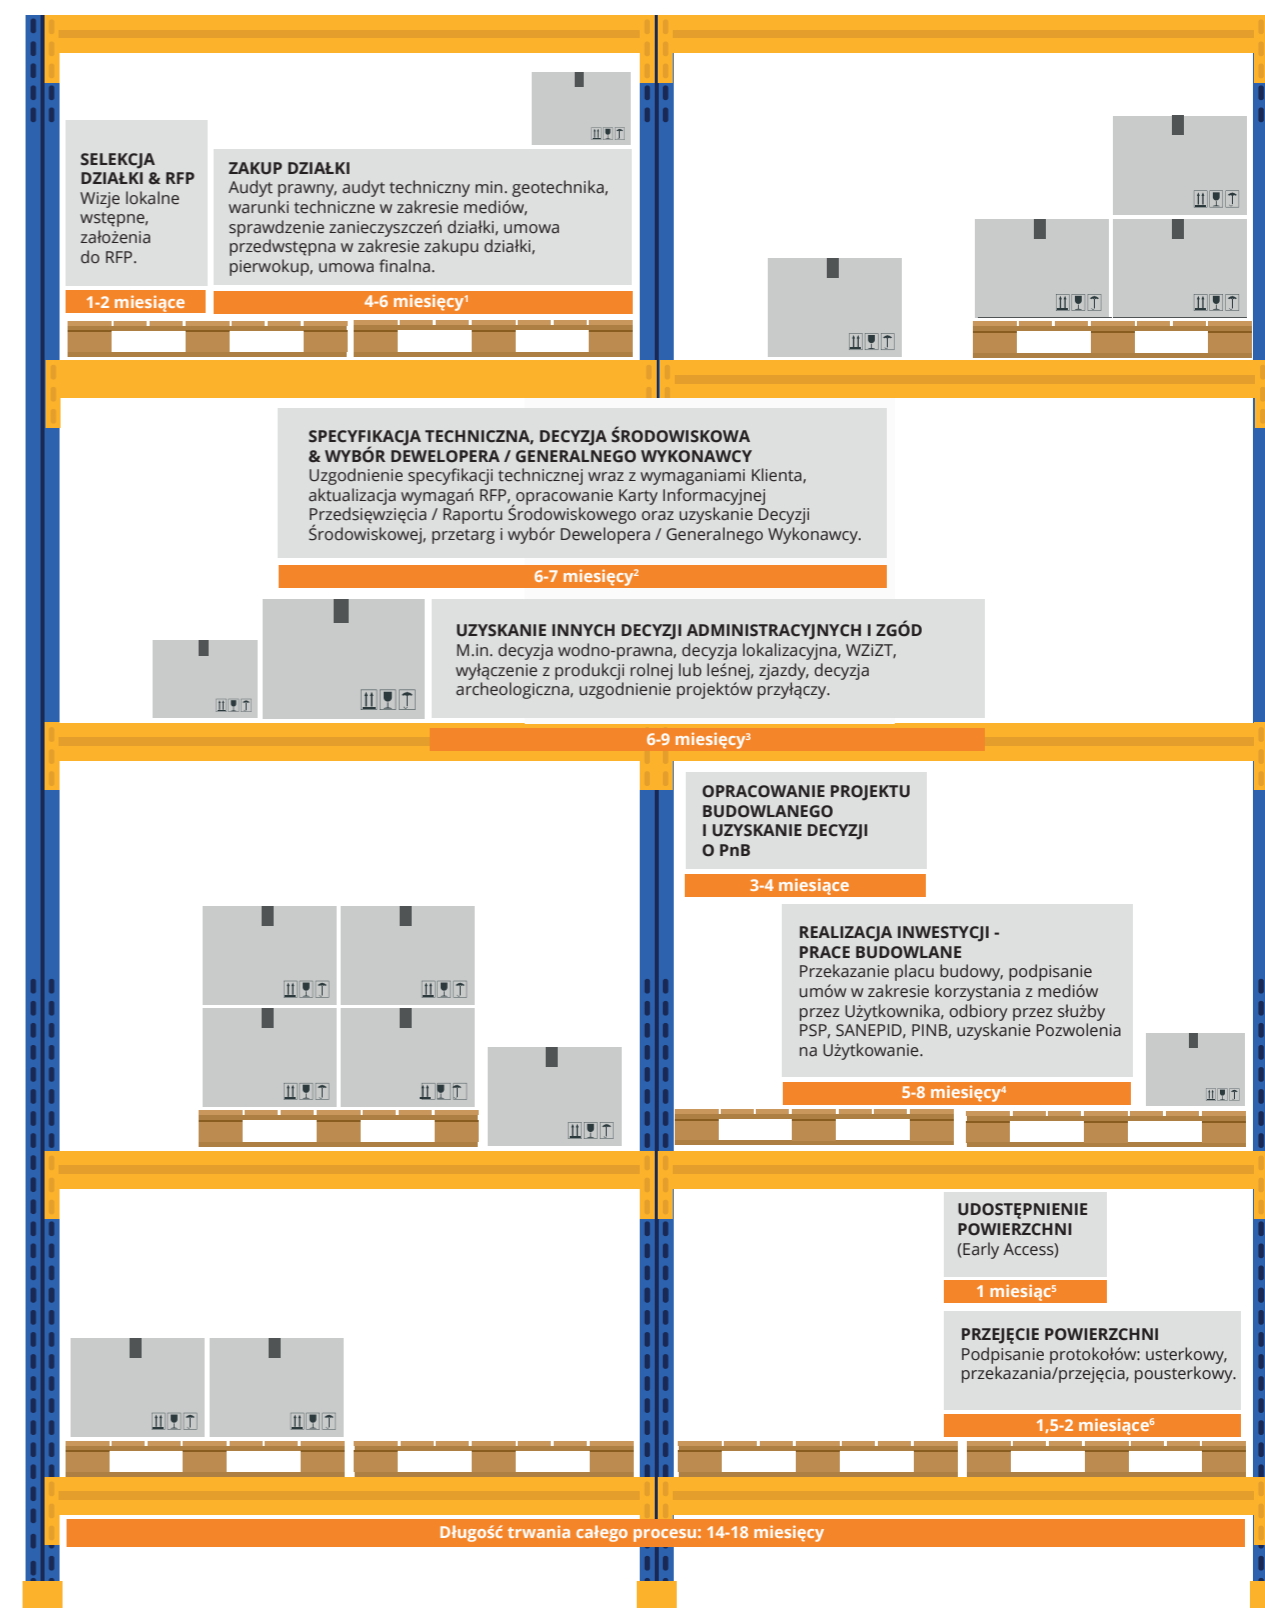 SELEKCJA
DZIAŁKI & RFP
Wizje lokalne
wstępne,
założenia
do RFP.
1-2 miesiące
ZAKUP DZIAŁKI
Audyt prawny, audyt techniczny min. geotechnika,
warunki techniczne w zakresie mediów,
sprawdzenie zanieczyszczeń działki, umowa
przedwstępna w zakresie zakupu działki,
pierwokup, umowa finalna.
4-6 miesięcy¹
SPECYFIKACJA TECHNICZNA, DECYZJA ŚRODOWISKOWA
& WYBÓR DEWELOPERA / GENERALNEGO WYKONAWCY
Uzgodnienie specyfikacji technicznej wraz z wymaganiami Klienta,
aktualizacja wymagań RFP, opracowanie Karty Informacyjnej
Przedsięwzięcia / Raportu Środowiskowego oraz uzyskanie Decyzji
Środowiskowej, przetarg i wybór Dewelopera / Generalnego Wykonawcy.
6-7 miesięcy²
UZYSKANIE INNYCH DECYZJI ADMINISTRACYJNYCH I ZGÓD
M.in. decyzja wodno-prawna, decyzja lokalizacyjna, WZiZT,
wyłączenie z produkcji rolnej lub leśnej, zjazdy, decyzja
archeologiczna, uzgodnienie projektów przyłączy.
6-9 miesięcy³
OPRACOWANIE PROJEKTU
BUDOWLANEGO
I UZYSKANIE DECYZJI
O PnB
3-4 miesiące
REALIZACJA INWESTYCJI -
PRACE BUDOWLANE
Przekazanie placu budowy, podpisanie
umów w zakresie korzystania z mediów
przez Użytkownika, odbiory przez służby
PSP, SANEPID, PINB, uzyskanie Pozwolenia
na Użytkowanie.
5-8 miesięcy⁴
UDOSTĘPNIENIE
POWIERZCHNI
(Early Access)
1 miesiąc⁵
PRZEJĘCIE POWIERZCHNI
Podpisanie protokołów: usterkowy,
przekazania/przejęcia, pousterkowy.
1,5-2 miesiące⁶
Długość trwania całego procesu: 14-18 miesięcy